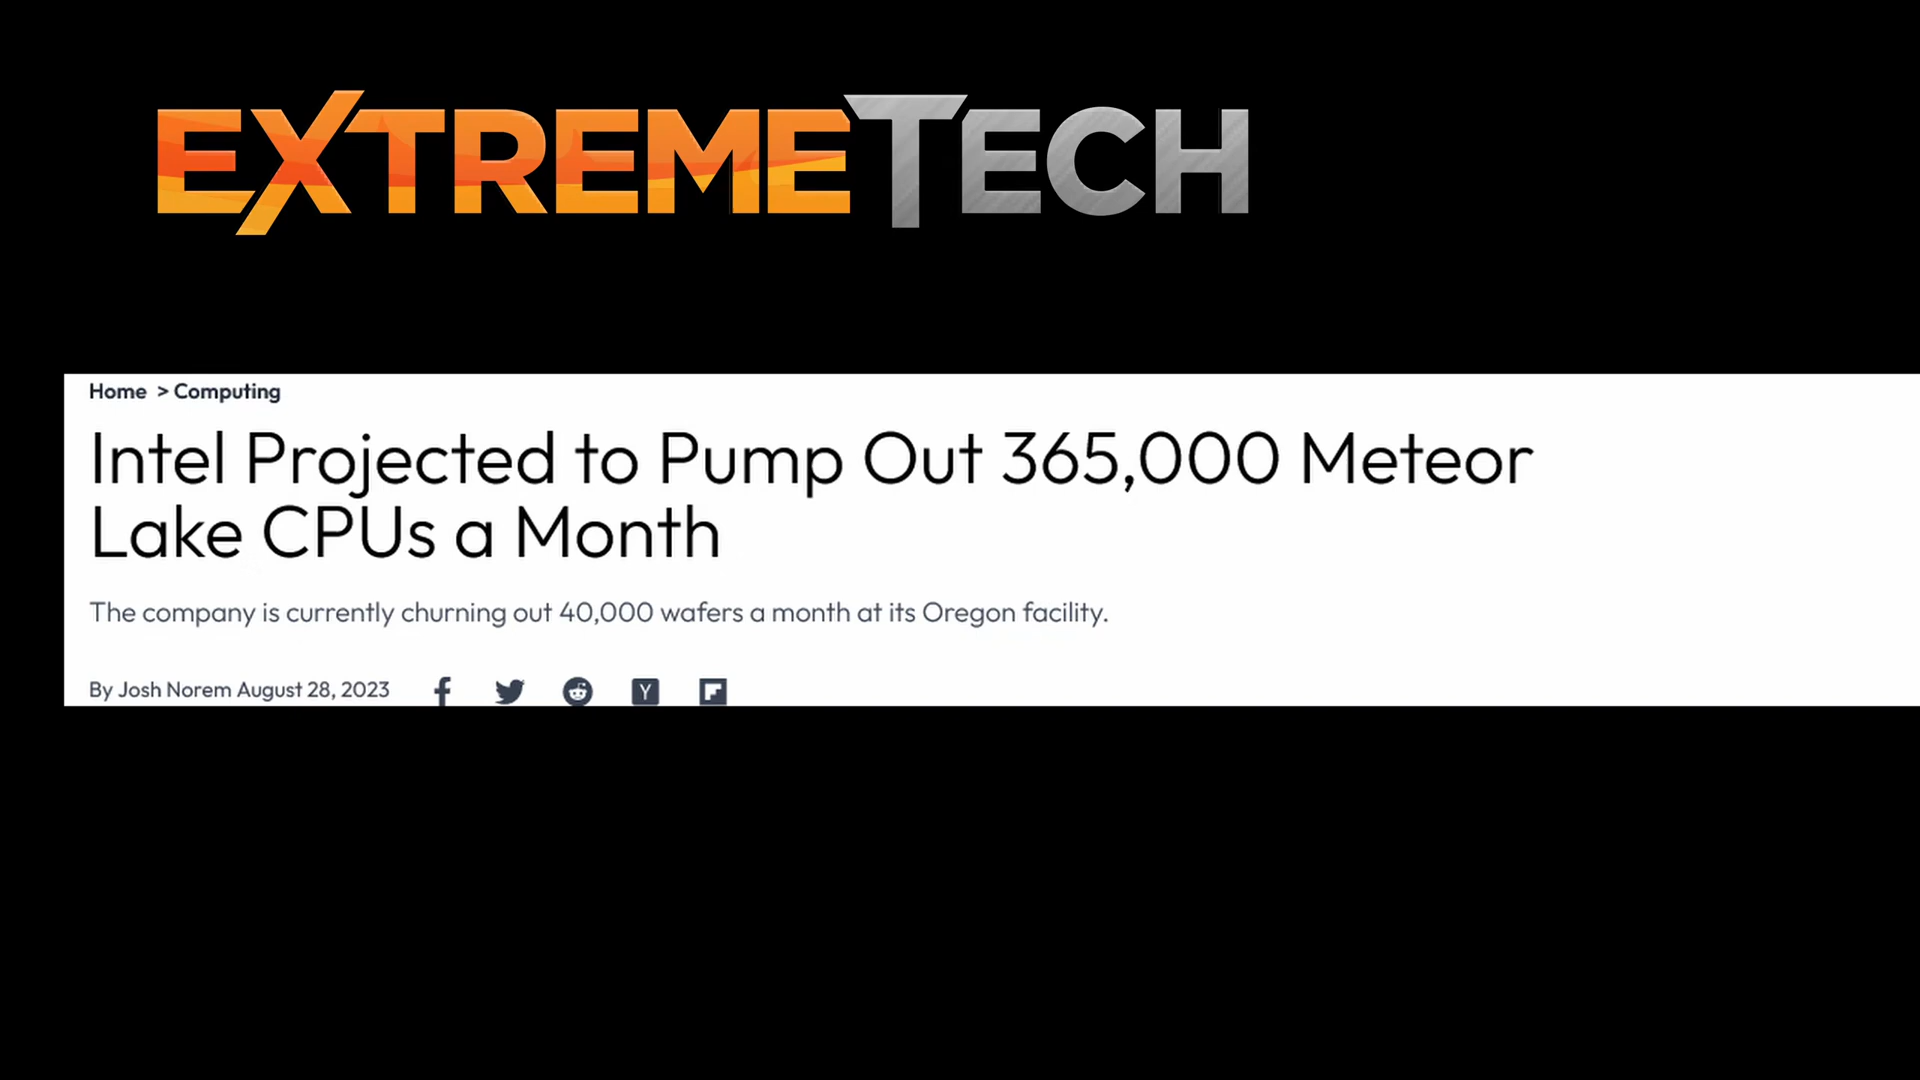 EXTREMETECH
Home > Computing
Intel Projected to Pump Out 365,000 Meteor
Lake CPUs a Month
The company is currently churning out 40,000 wafers a month at its Oregon facility.
By Josh Norem August 28, 2023